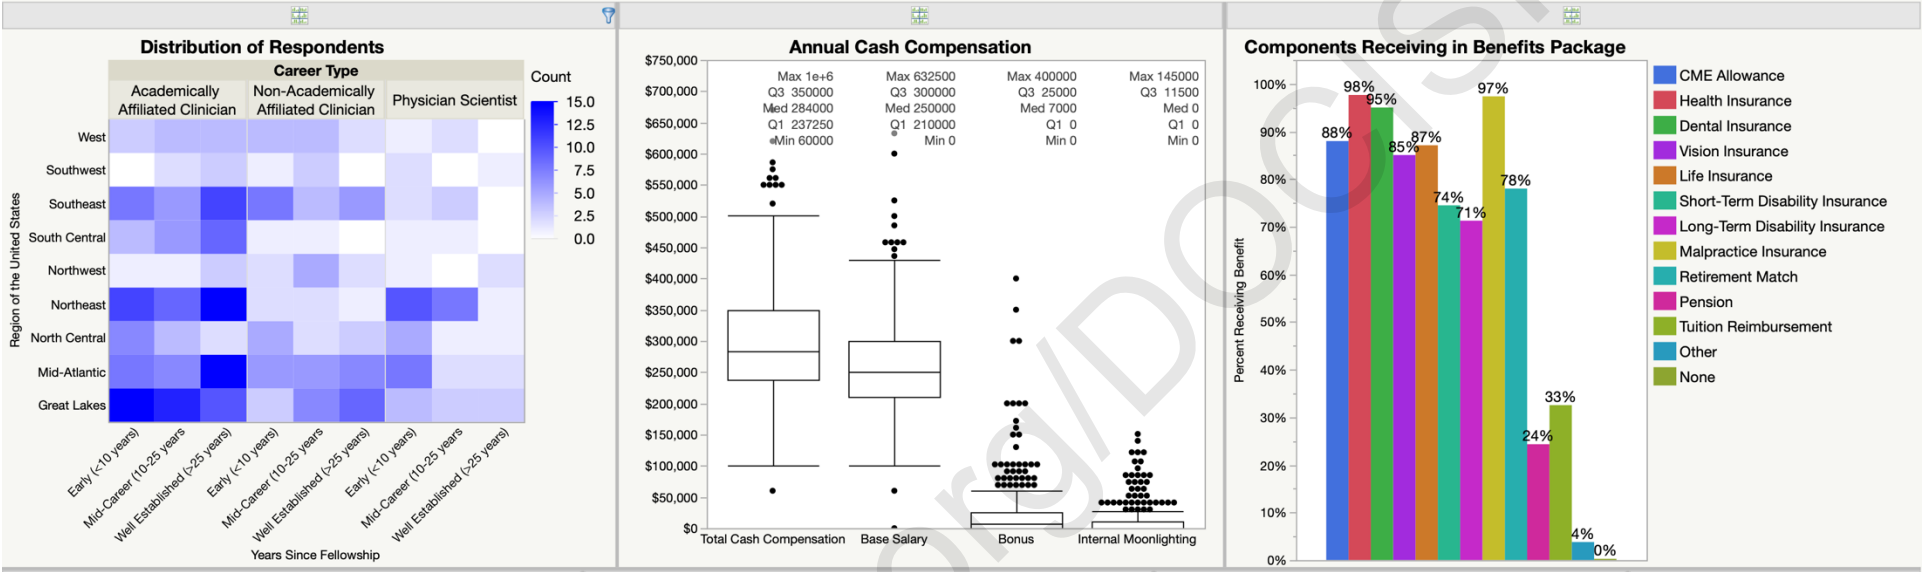 Distribution of Respondents
Career Type
Academically Affiliated Clinician
Non-Academically Affiliated Clinician
Physician Scientist
Count
15.0
12.5
10.0
7.5
5.0
2.5
0.0
Region of the United States
West
Southwest
Southeast
South Central
Northwest
Northeast
North Central
Mid-Atlantic
Great Lakes
Early (<10 years)
Mid-Career (10-25 years
Well Established (>25 years)
Early (<10 years)
Mid-Career (10-25 years
Well Established (>25 years)
Early (<10 years)
Mid-Career (10-25 years
Well Established (>25 years)
Years Since Fellowship
Annual Cash Compensation
$750,000
$700,000
$650,000
$600,000
$550,000
$500,000
$450,000
$400,000
$350,000
$300,000
$250,000
$200,000
$150,000
$100,000
$50,000
$0
Max 1e+6
Q3 350000
Med 284000
Q1 237250
Min 60000
Max 632500
Q3 300000
Med 250000
Q1 210000
Min 0
Max 400000
Q3 25000
Med 7000
Q1 0
Min 0
Max 145000
Q3 11500
Med 0
Q1 0
Min 0
Total Cash Compensation
Base Salary
Bonus
Internal Moonlighting
Components Receiving in Benefits Package
Percent Receiving Benefit
100%
90%
80%
70%
60%
50%
40%
30%
20%
10%
0%
88%
98%
95%
85%
87%
74%
71%
97%
78%
24%
33%
4%
0%
CME Allowance
Health Insurance
Dental Insurance
Vision Insurance
Life Insurance
Short-Term Disability Insurance
Long-Term Disability Insurance
Malpractice Insurance
Retirement Match
Pension
Tuition Reimbursement
Other
None
org/DOCIS